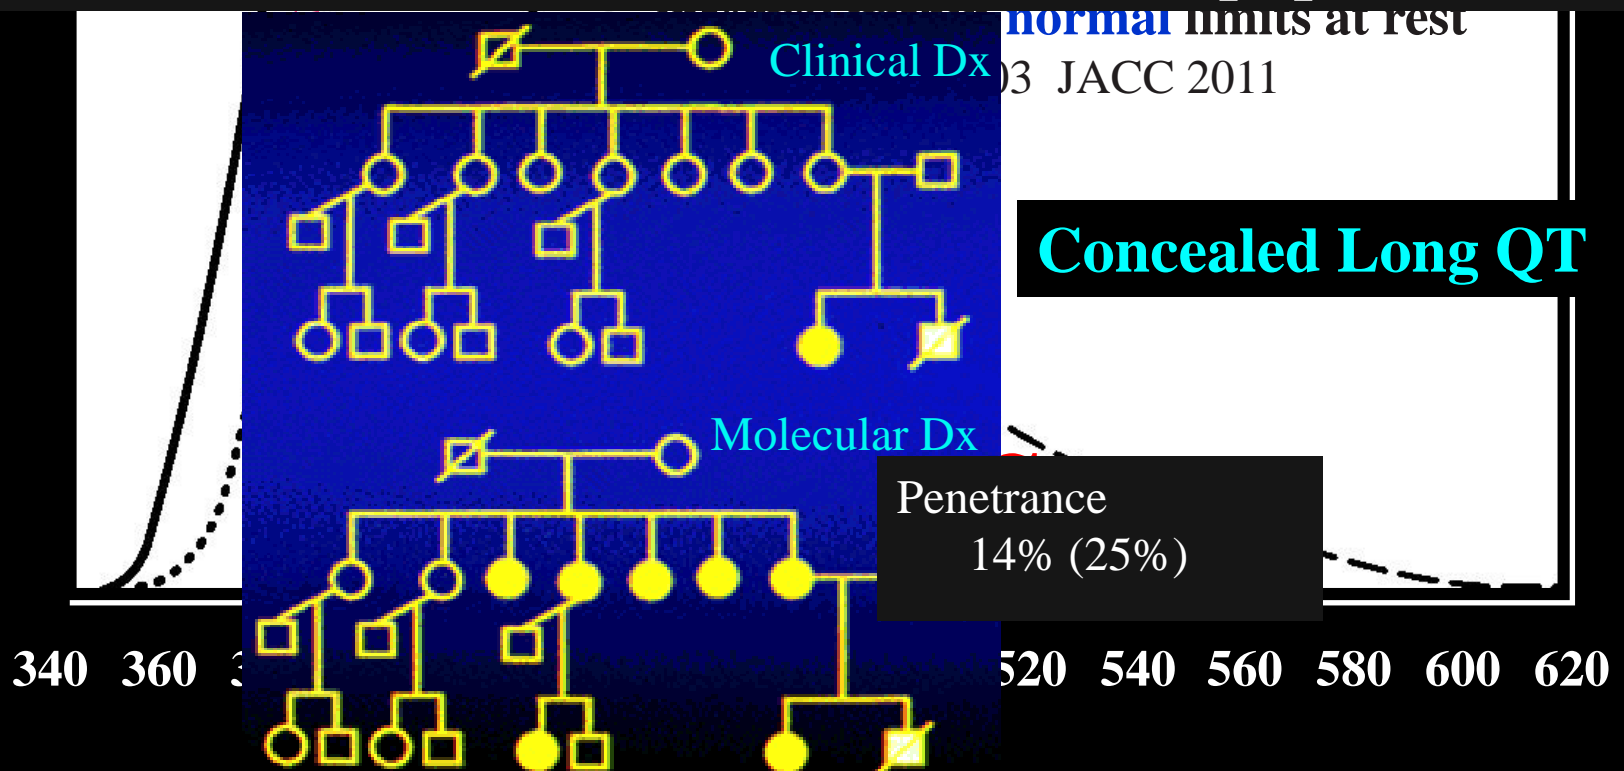 normal limits at rest
Clinical Dx
03 JACC 2011
Concealed Long QT
Molecular Dx
Penetrance
14% (25%)
340 360 520 540 560 580 600 620